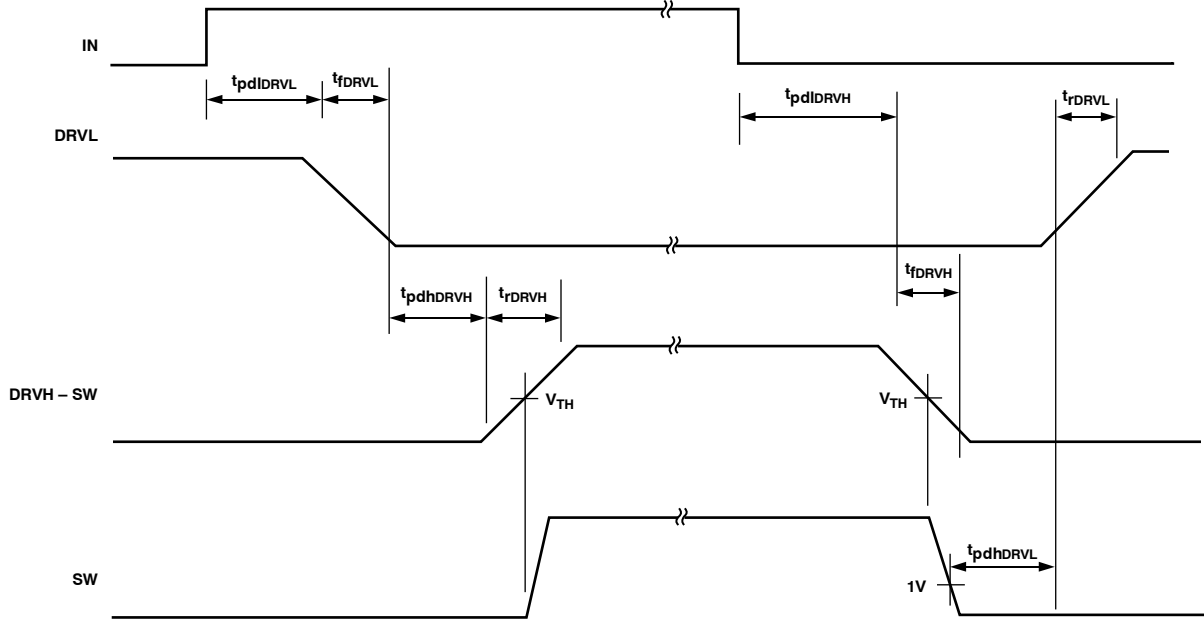 IN
tpdlDRVL
tfDRVL
tpdlDRVH
trDRVL
DRVL
tpdhDRVH
trDRVH
tfDRVH
DRVH – SW
VTH
VTH
SW
1V
tpdhDRVL